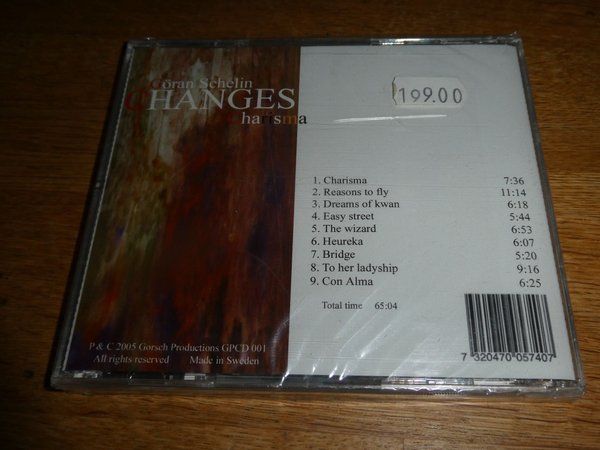 Göran Schelin
CHANGES
Charisma
199.00
1. Charisma 7:36
2. Reasons to fly 11:14
3. Dreams of kwan 6:18
4. Easy street 5:44
5. The wizard 6:53
6. Heureka 6:07
7. Bridge 5:20
8. To her ladyship 9:16
9. Con Alma 6:25
Total time 65:04
P & C 2005 Gorsch Productions GPCD 001
All rights reserved Made in Sweden
7 320470 057407